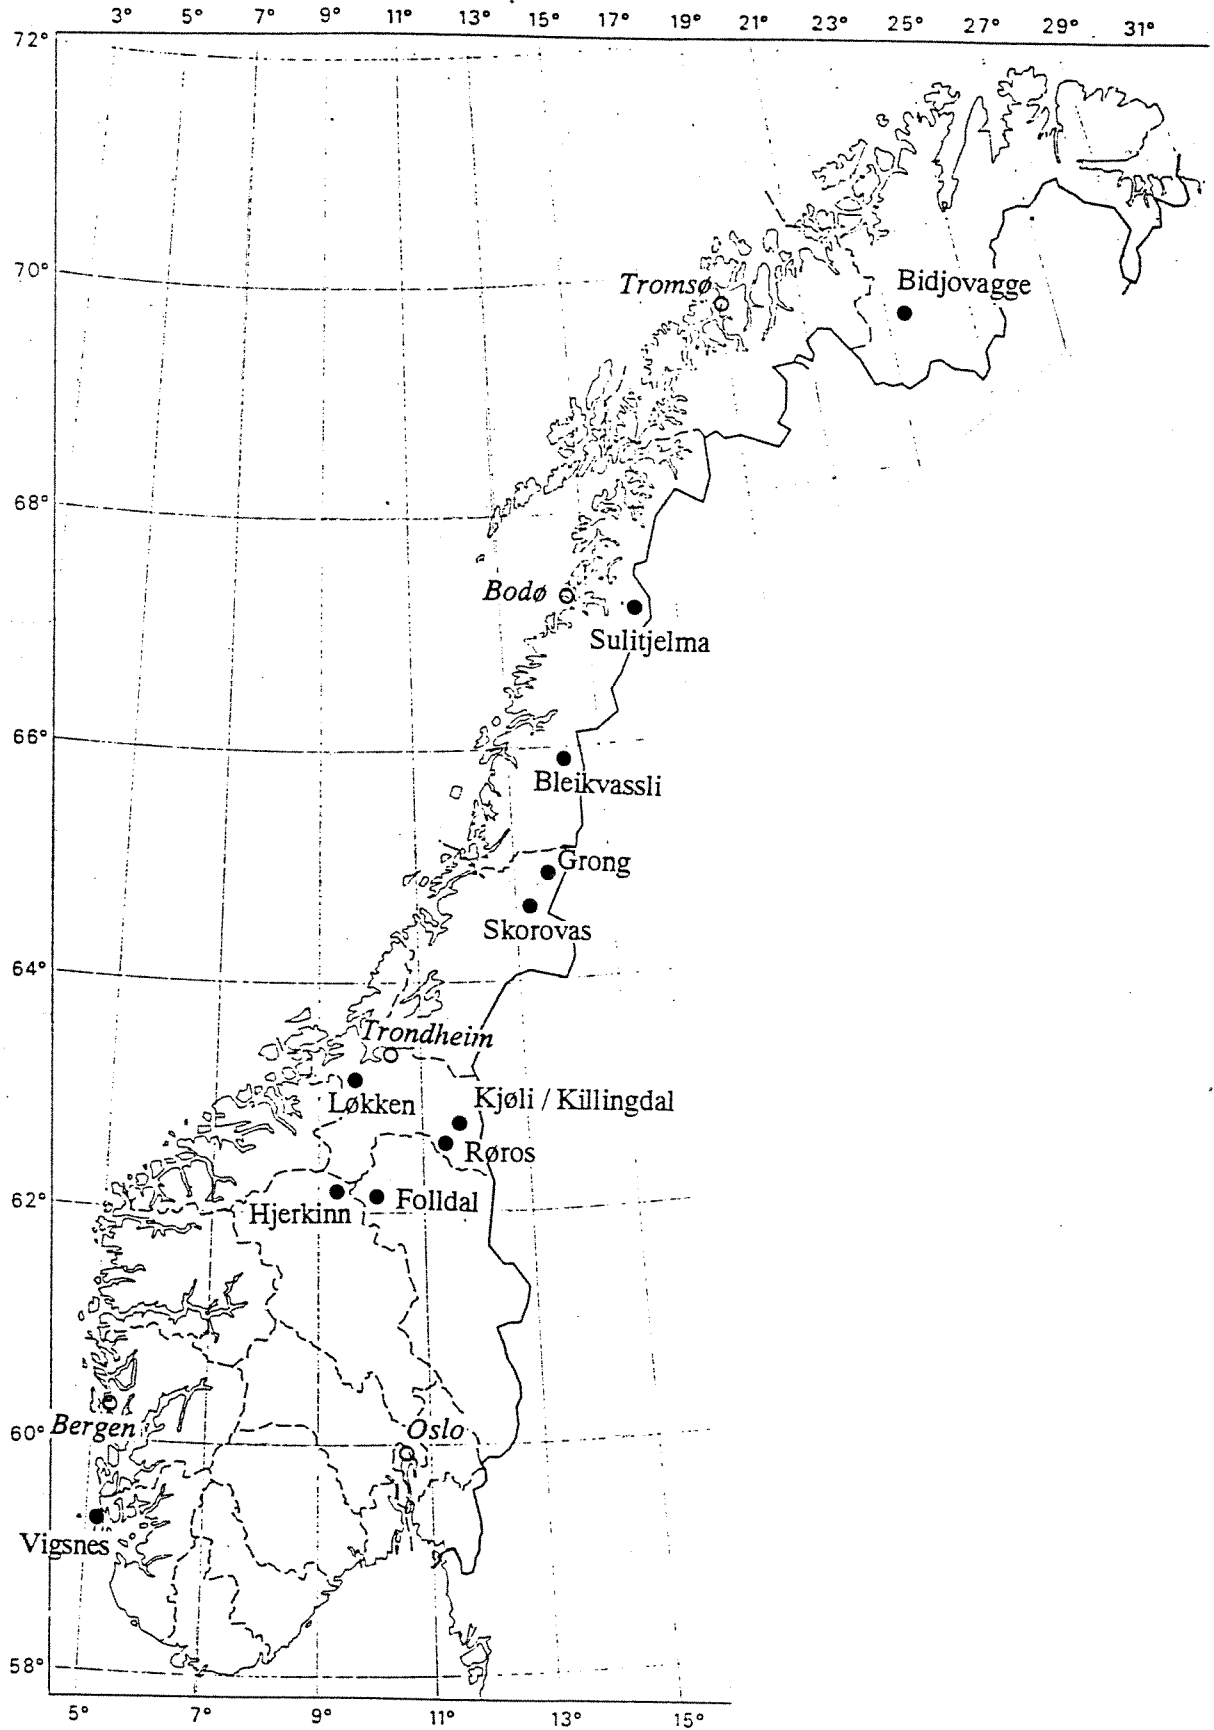 3° 5° 7° 9° 11° 13° 15° 17° 19° 21° 23° 25° 27° 29° 31°
72°
70°
Tromsø
Bidjovagge
68°
Bodø
Sulitjelma
66°
Bleikvassli
Grong
Skorovas
64°
Trondheim
Løkken
Kjøli / Killingdal
Røros
62°
Hjerkinn
Folldal
60°
Bergen
Oslo
Vigsnes
58°
5° 7° 9° 11° 13° 15°